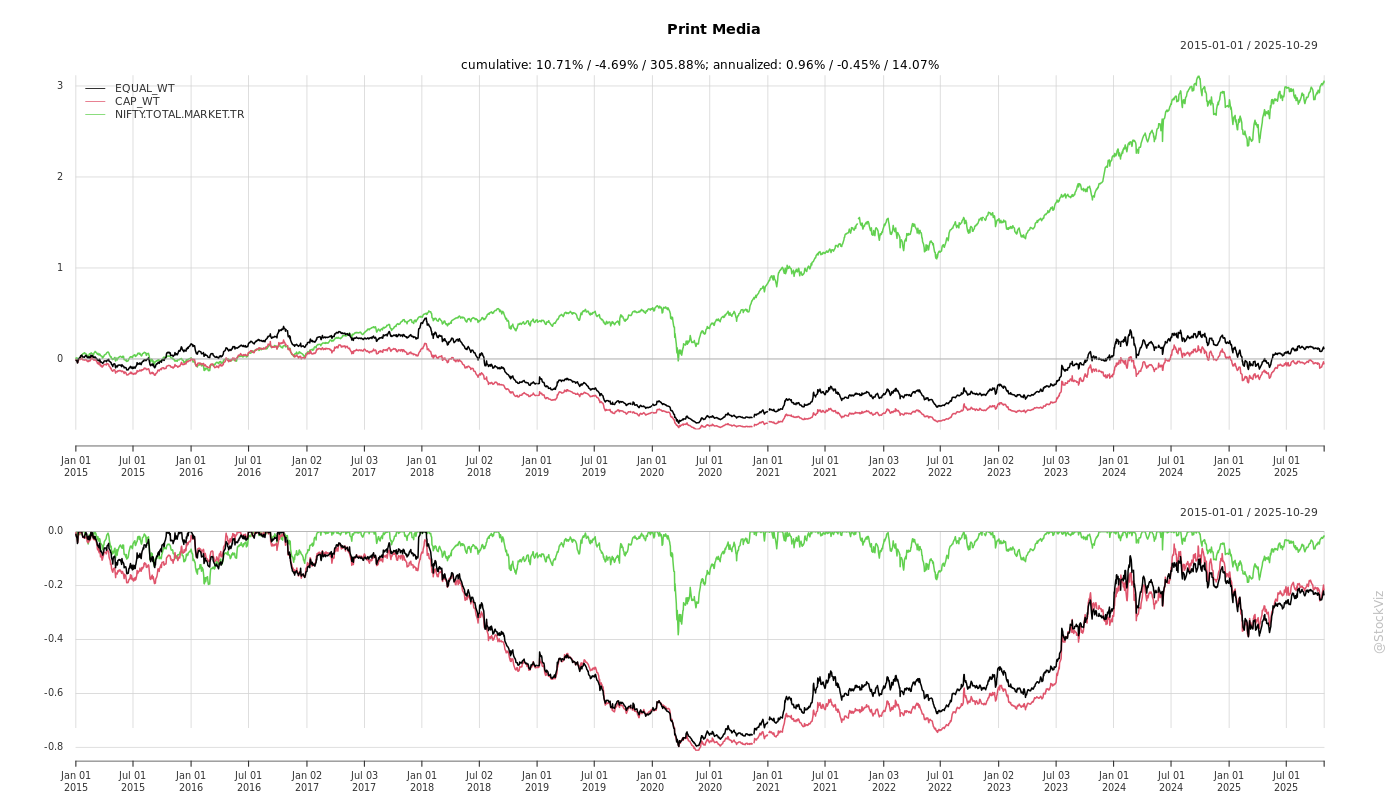 Print Media
2015-01-01 / 2025-10-29
cumulative: 10.71% / -4.69% / 305.88%; annualized: 0.96% / -0.45% / 14.07%
EQUAL_WT
CAP_WT
NIFTY.TOTAL.MARKET.TR
3
2
1
0
Jan 01 Jul 01 Jan 01 Jul 01 Jan 02 Jul 03 Jan 01 Jul 02 Jan 01 Jul 01 Jan 01 Jul 01 Jan 01 Jul 01 Jan 03 Jul 01 Jan 02 Jul 03 Jan 01 Jul 01 Jan 01 Jul 01
2015 2015 2016 2016 2017 2017 2018 2018 2019 2019 2020 2020 2021 2021 2022 2022 2023 2023 2024 2024 2025 2025
2015-01-01 / 2025-10-29
0.0
-0.2
-0.4
-0.6
-0.8
Jan 01 Jul 01 Jan 01 Jul 01 Jan 02 Jul 03 Jan 01 Jul 02 Jan 01 Jul 01 Jan 01 Jul 01 Jan 01 Jul 01 Jan 03 Jul 01 Jan 02 Jul 03 Jan 01 Jul 01 Jan 01 Jul 01
2015 2015 2016 2016 2017 2017 2018 2018 2019 2019 2020 2020 2021 2021 2022 2022 2023 2023 2024 2024 2025 2025
@StockViz